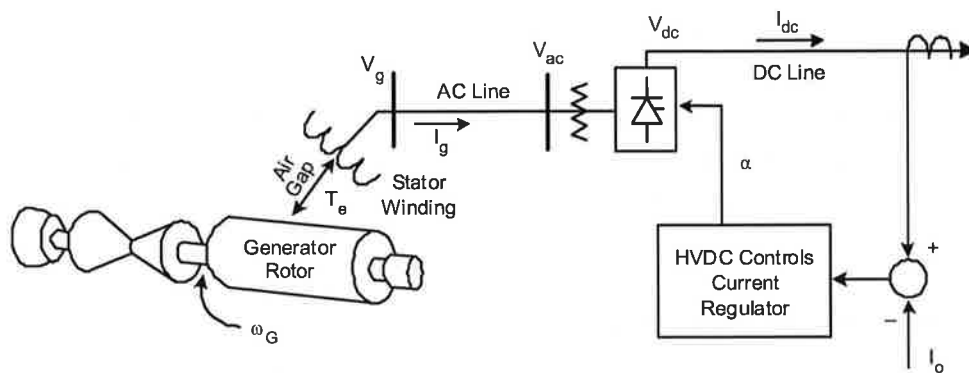 V_dc
I_dc
V_g
V_ac
AC Line
DC Line
I_g
Air
Gap
T_e
Stator
Winding
α
Generator
Rotor
HVDC Controls
Current
Regulator
+
−
ω_G
I_o